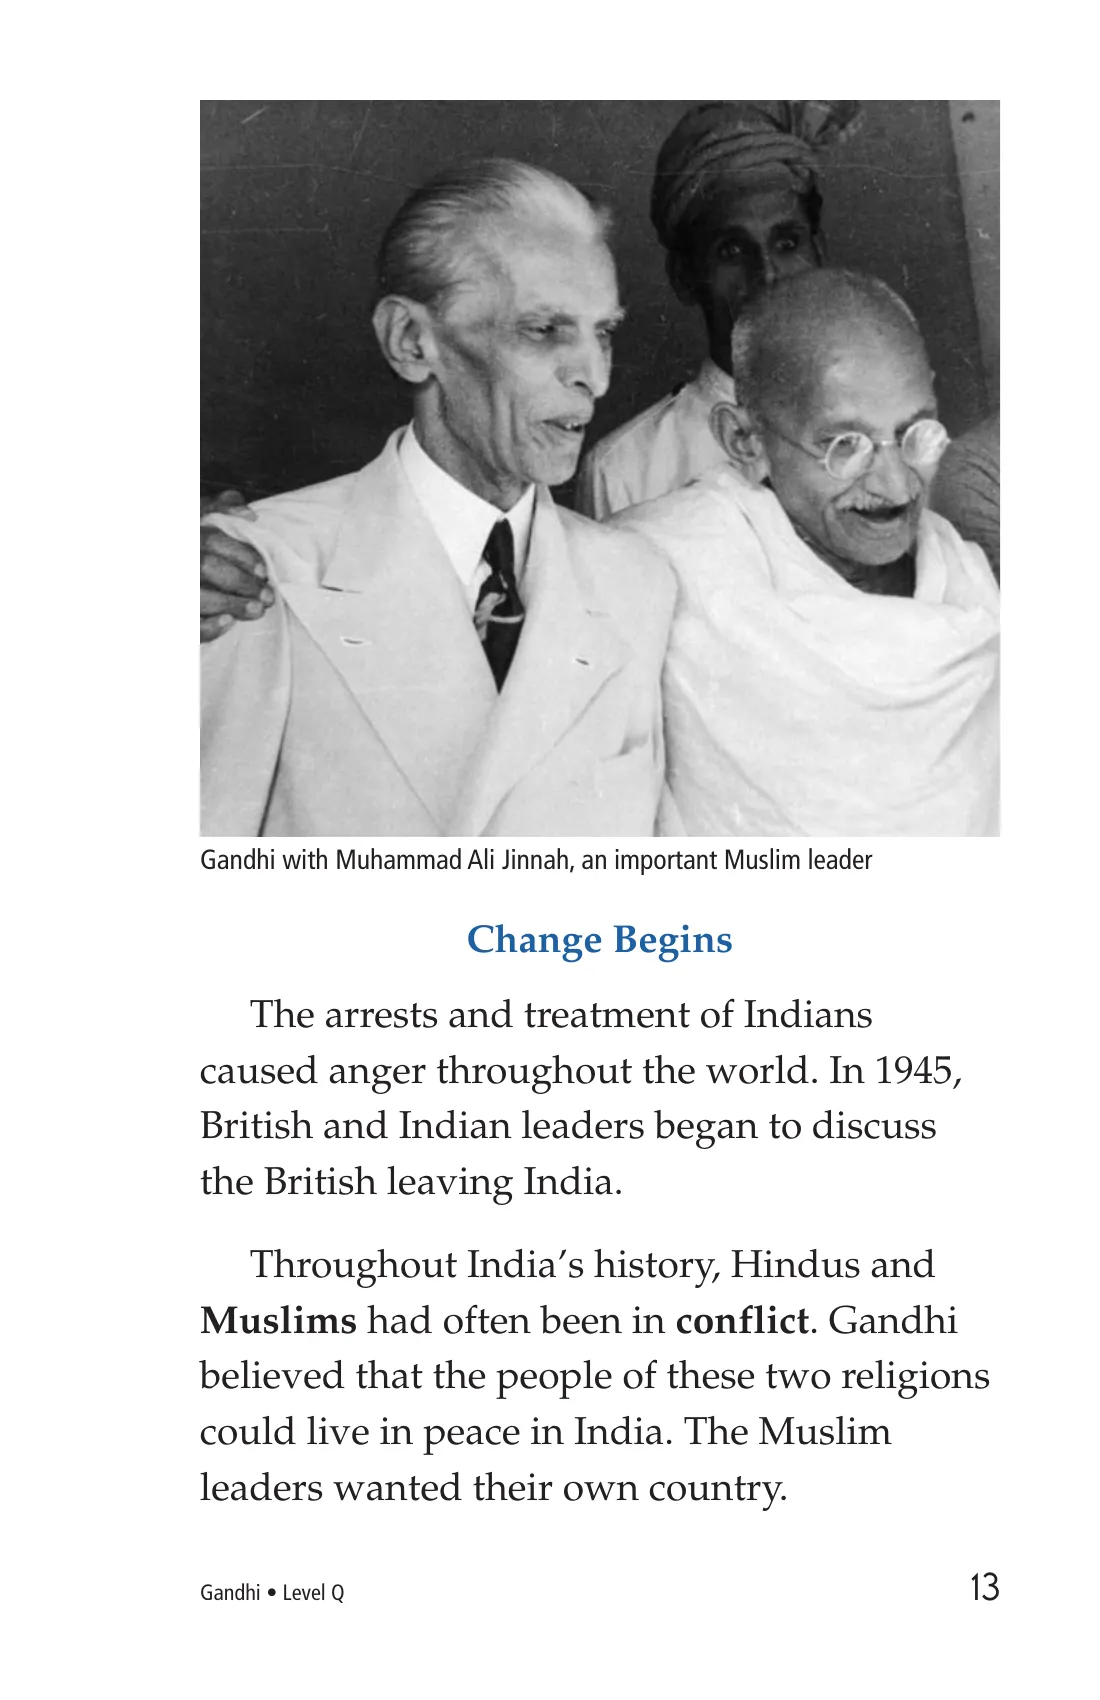 Gandhi with Muhammad Ali Jinnah, an important Muslim leader
Change Begins
The arrests and treatment of Indians
caused anger throughout the world. In 1945,
British and Indian leaders began to discuss
the British leaving India.
Throughout India’s history, Hindus and
Muslims had often been in conflict. Gandhi
believed that the people of these two religions
could live in peace in India. The Muslim
leaders wanted their own country.
Gandhi • Level Q
13